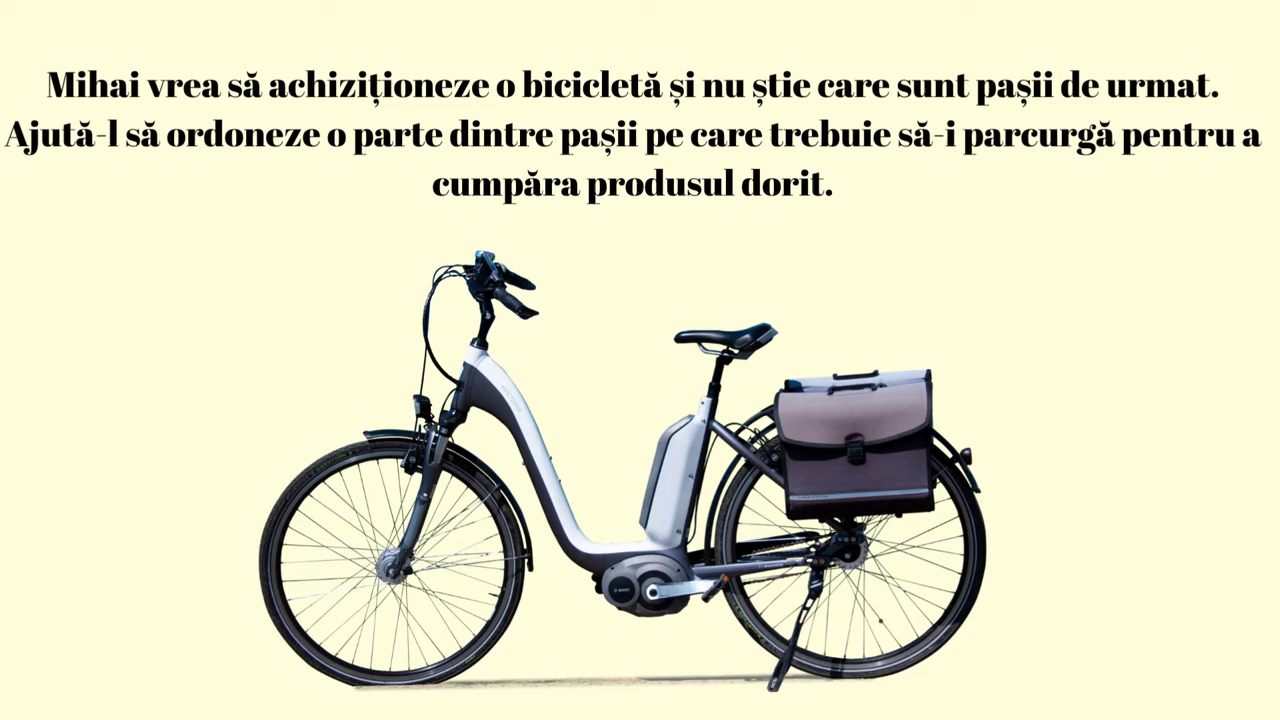 Mihai vrea să achiziționeze o bicicletă și nu știe care sunt pașii de urmat.
Ajută-l să ordoneze o parte dintre pașii pe care trebuie să-i parcurgă pentru a
cumpăra produsul dorit.